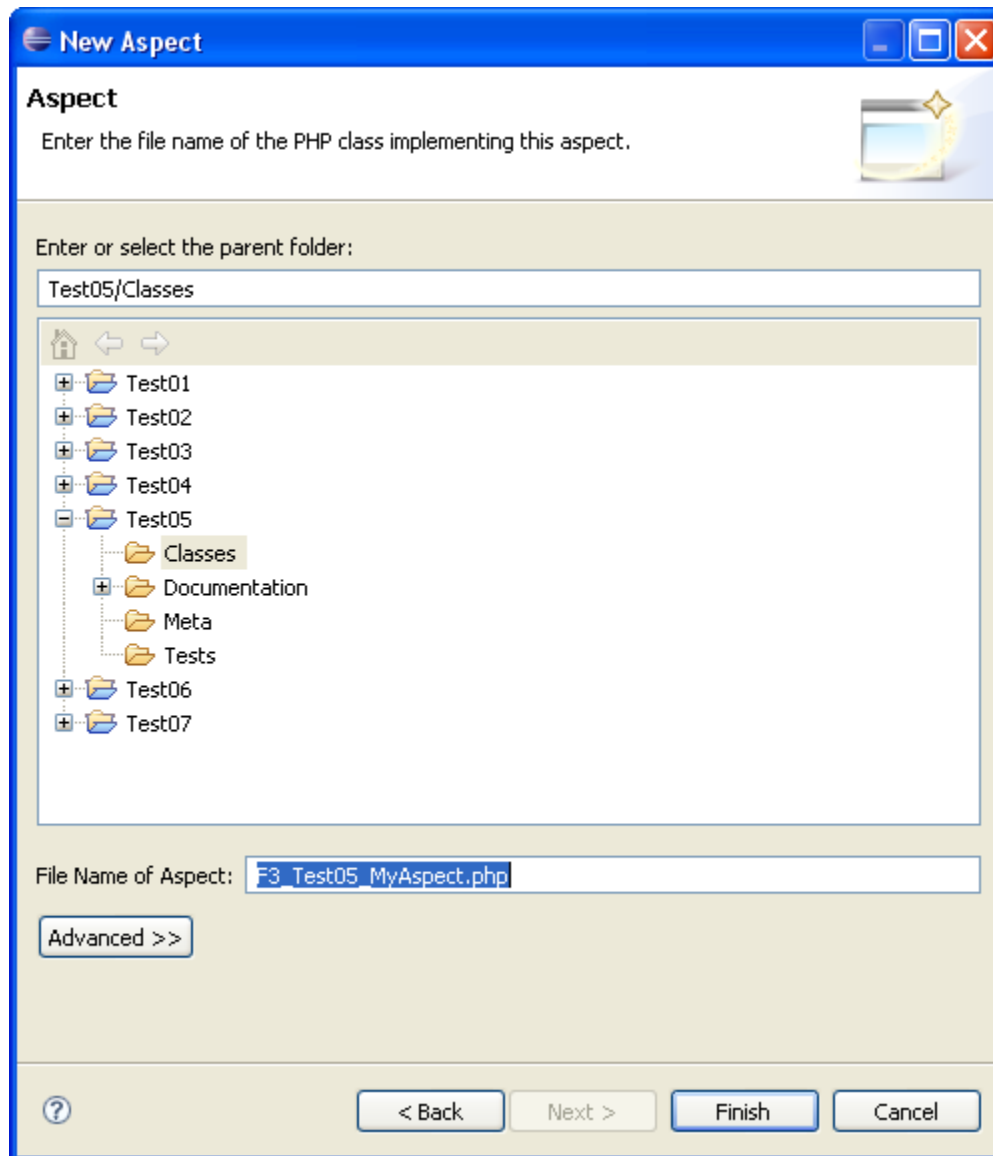 New Aspect
Aspect
Enter the file name of the PHP class implementing this aspect.
Enter or select the parent folder:
Test05/Classes
Test01
Test02
Test03
Test04
Test05
Classes
Documentation
Meta
Tests
Test06
Test07
File Name of Aspect: F3_Test05_MyAspect.php
Advanced >>
< Back Next > Finish Cancel